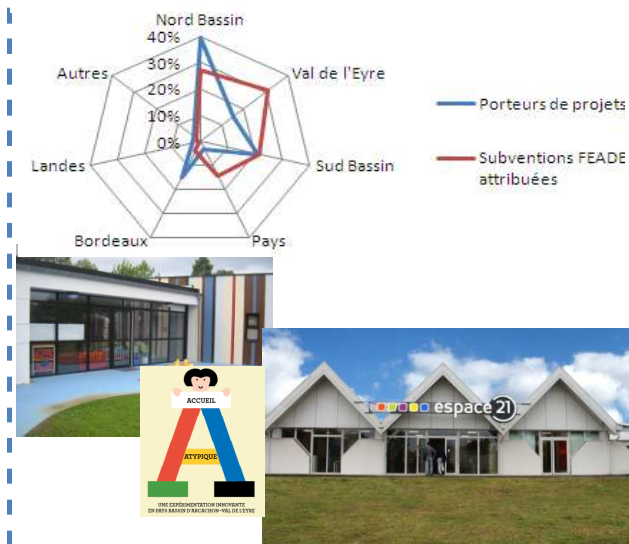 Nord Bassin
40%
30%
20%
10%
0%
Autres
Val de l'Eyre
Landes
Sud Bassin
Bordeaux
Pays
Porteurs de projets
Subventions FEADE
attribuées
ACCUEIL
ATYPIQUE
UNE EXPÉRIMENTATION INNOVANTE
EN PAYS BASSIN D'ARCACHON-VAL DE L'EYRE
espace 21